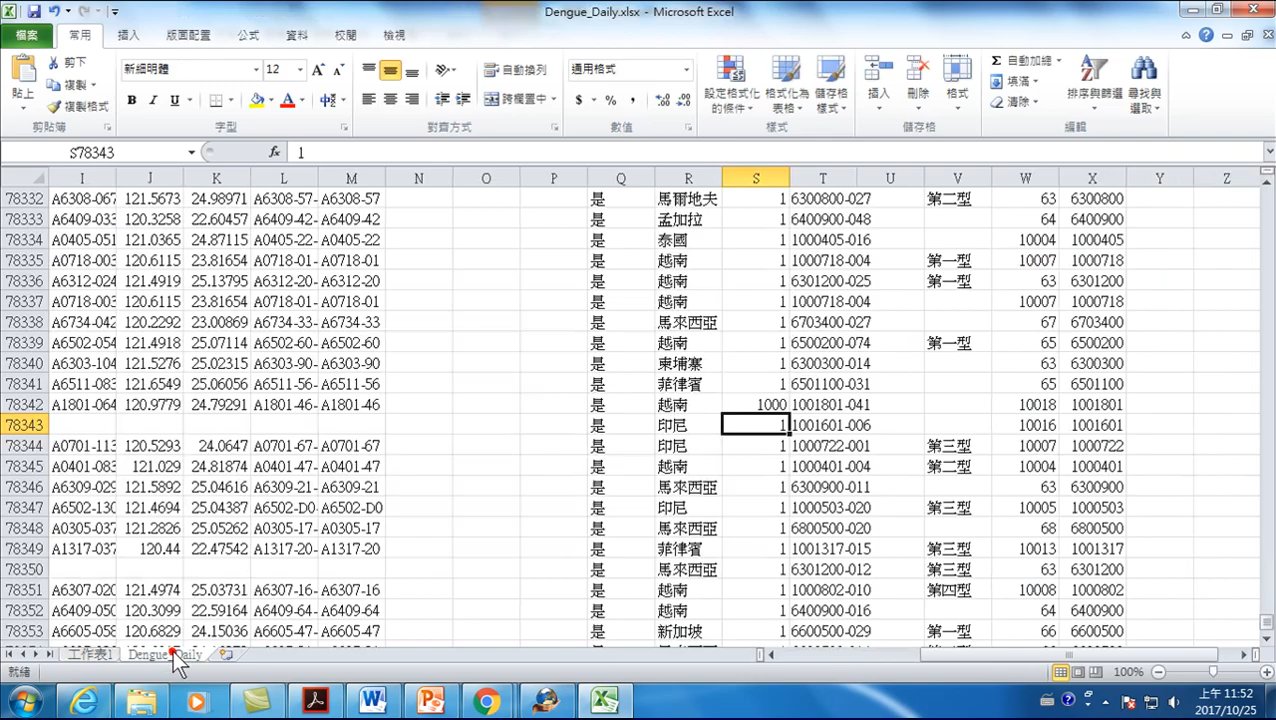 Dengue_Daily.xlsx - Microsoft Excel
檔案 常用 插入 版面配置 公式 資料 校閱 檢視
貼上 剪下 複製 複製格式 新細明體 12 自動換列 跨欄置中 通用格式 設定格式化的條件 格式化為表格 儲存格樣式 插入 刪除 格式 自動加總 填滿 清除 排序與篩選 尋找與選取
剪貼簿 字型 對齊方式 數值 樣式 儲存格 編輯
S78343 fx 1
I J K L M N O P Q R S T U V W X Y Z
78332 A6308-067 121.5673 24.98971 A6308-57- A6308-57 是 馬爾地夫 1 6300800-027 第二型 63 6300800
78333 A6409-033 120.3258 22.60457 A6409-42- A6409-42 是 孟加拉 1 6400900-048 64 6400900
78334 A0405-051 121.0365 24.87115 A0405-22- A0405-22 是 泰國 1 1000405-016 10004 1000405
78335 A0718-003 120.6115 23.81654 A0718-01- A0718-01 是 越南 1 1000718-004 第一型 10007 1000718
78336 A6312-024 121.4919 25.13795 A6312-20- A6312-20 是 越南 1 6301200-025 第一型 63 6301200
78337 A0718-003 120.6115 23.81654 A0718-01- A0718-01 是 越南 1 1000718-002 10007 1000718
78338 A6734-042 120.2292 23.00869 A6734-33- A6734-33 是 馬來西亞 1 6703400-027 67 6703400
78339 A6502-054 121.4918 25.07114 A6502-60- A6502-60 是 越南 1 6500200-074 第一型 65 6500200
78340 A6303-104 121.5276 25.02315 A6303-90- A6303-90 是 柬埔寨 1 6300300-014 63 6300300
78341 A6511-083 121.6549 25.06056 A6511-56- A6511-56 是 菲律賓 1 6501100-031 65 6501100
78342 A1801-064 120.9779 24.79291 A1801-46- A1801-46 是 越南 1000 1001801-041 10018 1001801
78343 是 印尼 1 1001601-006 10016 1001601
78344 A0701-113 120.5293 24.0647 A0701-67- A0701-67 是 印尼 1 1000722-001 第三型 10007 1000722
78345 A0401-083 121.029 24.81874 A0401-47- A0401-47 是 越南 1 1000401-004 第二型 10004 1000401
78346 A6309-029 121.5892 25.04616 A6309-21- A6309-21 是 馬來西亞 1 6300900-011 63 6300900
78347 A6502-130 121.4694 25.04387 A6502-D0 A6502-D0 是 印尼 1 1000503-020 第三型 10005 1000503
78348 A0305-037 121.2826 25.05262 A0305-17- A0305-17 是 馬來西亞 1 6800500-020 68 6800500
78349 A1317-037 120.44 22.47542 A1317-20- A1317-20 是 菲律賓 1 1001317-015 第三型 10013 1001317
78350 是 馬來西亞 1 6301200-012 第三型 63 6301200
78351 A6307-020 121.4974 25.03731 A6307-16- A6307-16 是 越南 1 1000802-010 第四型 10008 1000802
78352 A6409-050 120.3099 22.59164 A6409-64- A6409-64 是 越南 1 6400900-016 64 6400900
78353 A6605-058 120.6829 24.15036 A6605-47- A6605-47 是 新加坡 1 6600500-029 第一型 66 6600500
工作表1 Dengue_Daily
就緒 100%
上午 11:52
2017/10/25